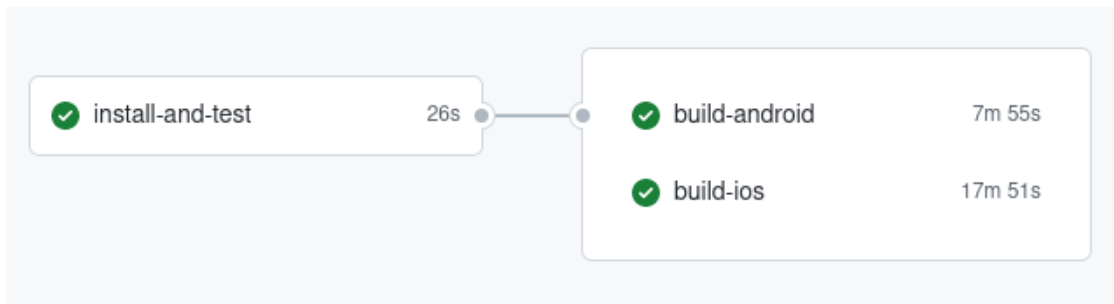 install-and-test 26s
build-android 7m 55s
build-ios 17m 51s